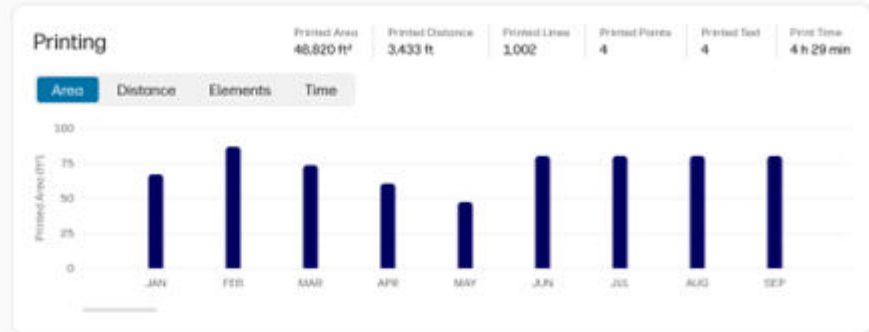 Printing
Printed Area Printed Distance Printed Lines Printed Points Printed Text Print Time
48,820 ft² 3,433 ft 1,002 4 4 4 h 29 min
Area Distance Elements Time
100
75
50
25
0
Printed Area (ft²)
JAN FEB MAR APR MAY JUN JUL AUG SEP